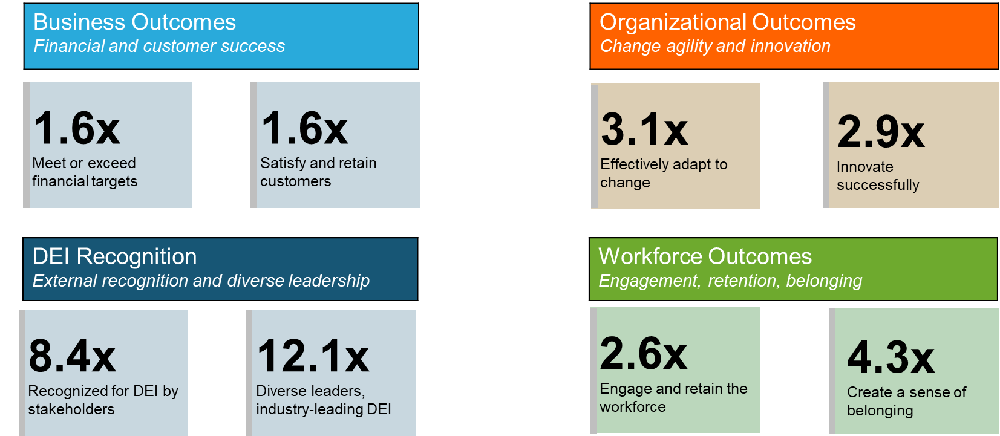 Business Outcomes
Financial and customer success
1.6x
Meet or exceed
financial targets
1.6x
Satisfy and retain
customers
Organizational Outcomes
Change agility and innovation
3.1x
Effectively adapt to
change
2.9x
Innovate
successfully
DEI Recognition
External recognition and diverse leadership
8.4x
Recognized for DEI by
stakeholders
12.1x
Diverse leaders,
industry-leading DEI
Workforce Outcomes
Engagement, retention, belonging
2.6x
Engage and retain the
workforce
4.3x
Create a sense of
belonging